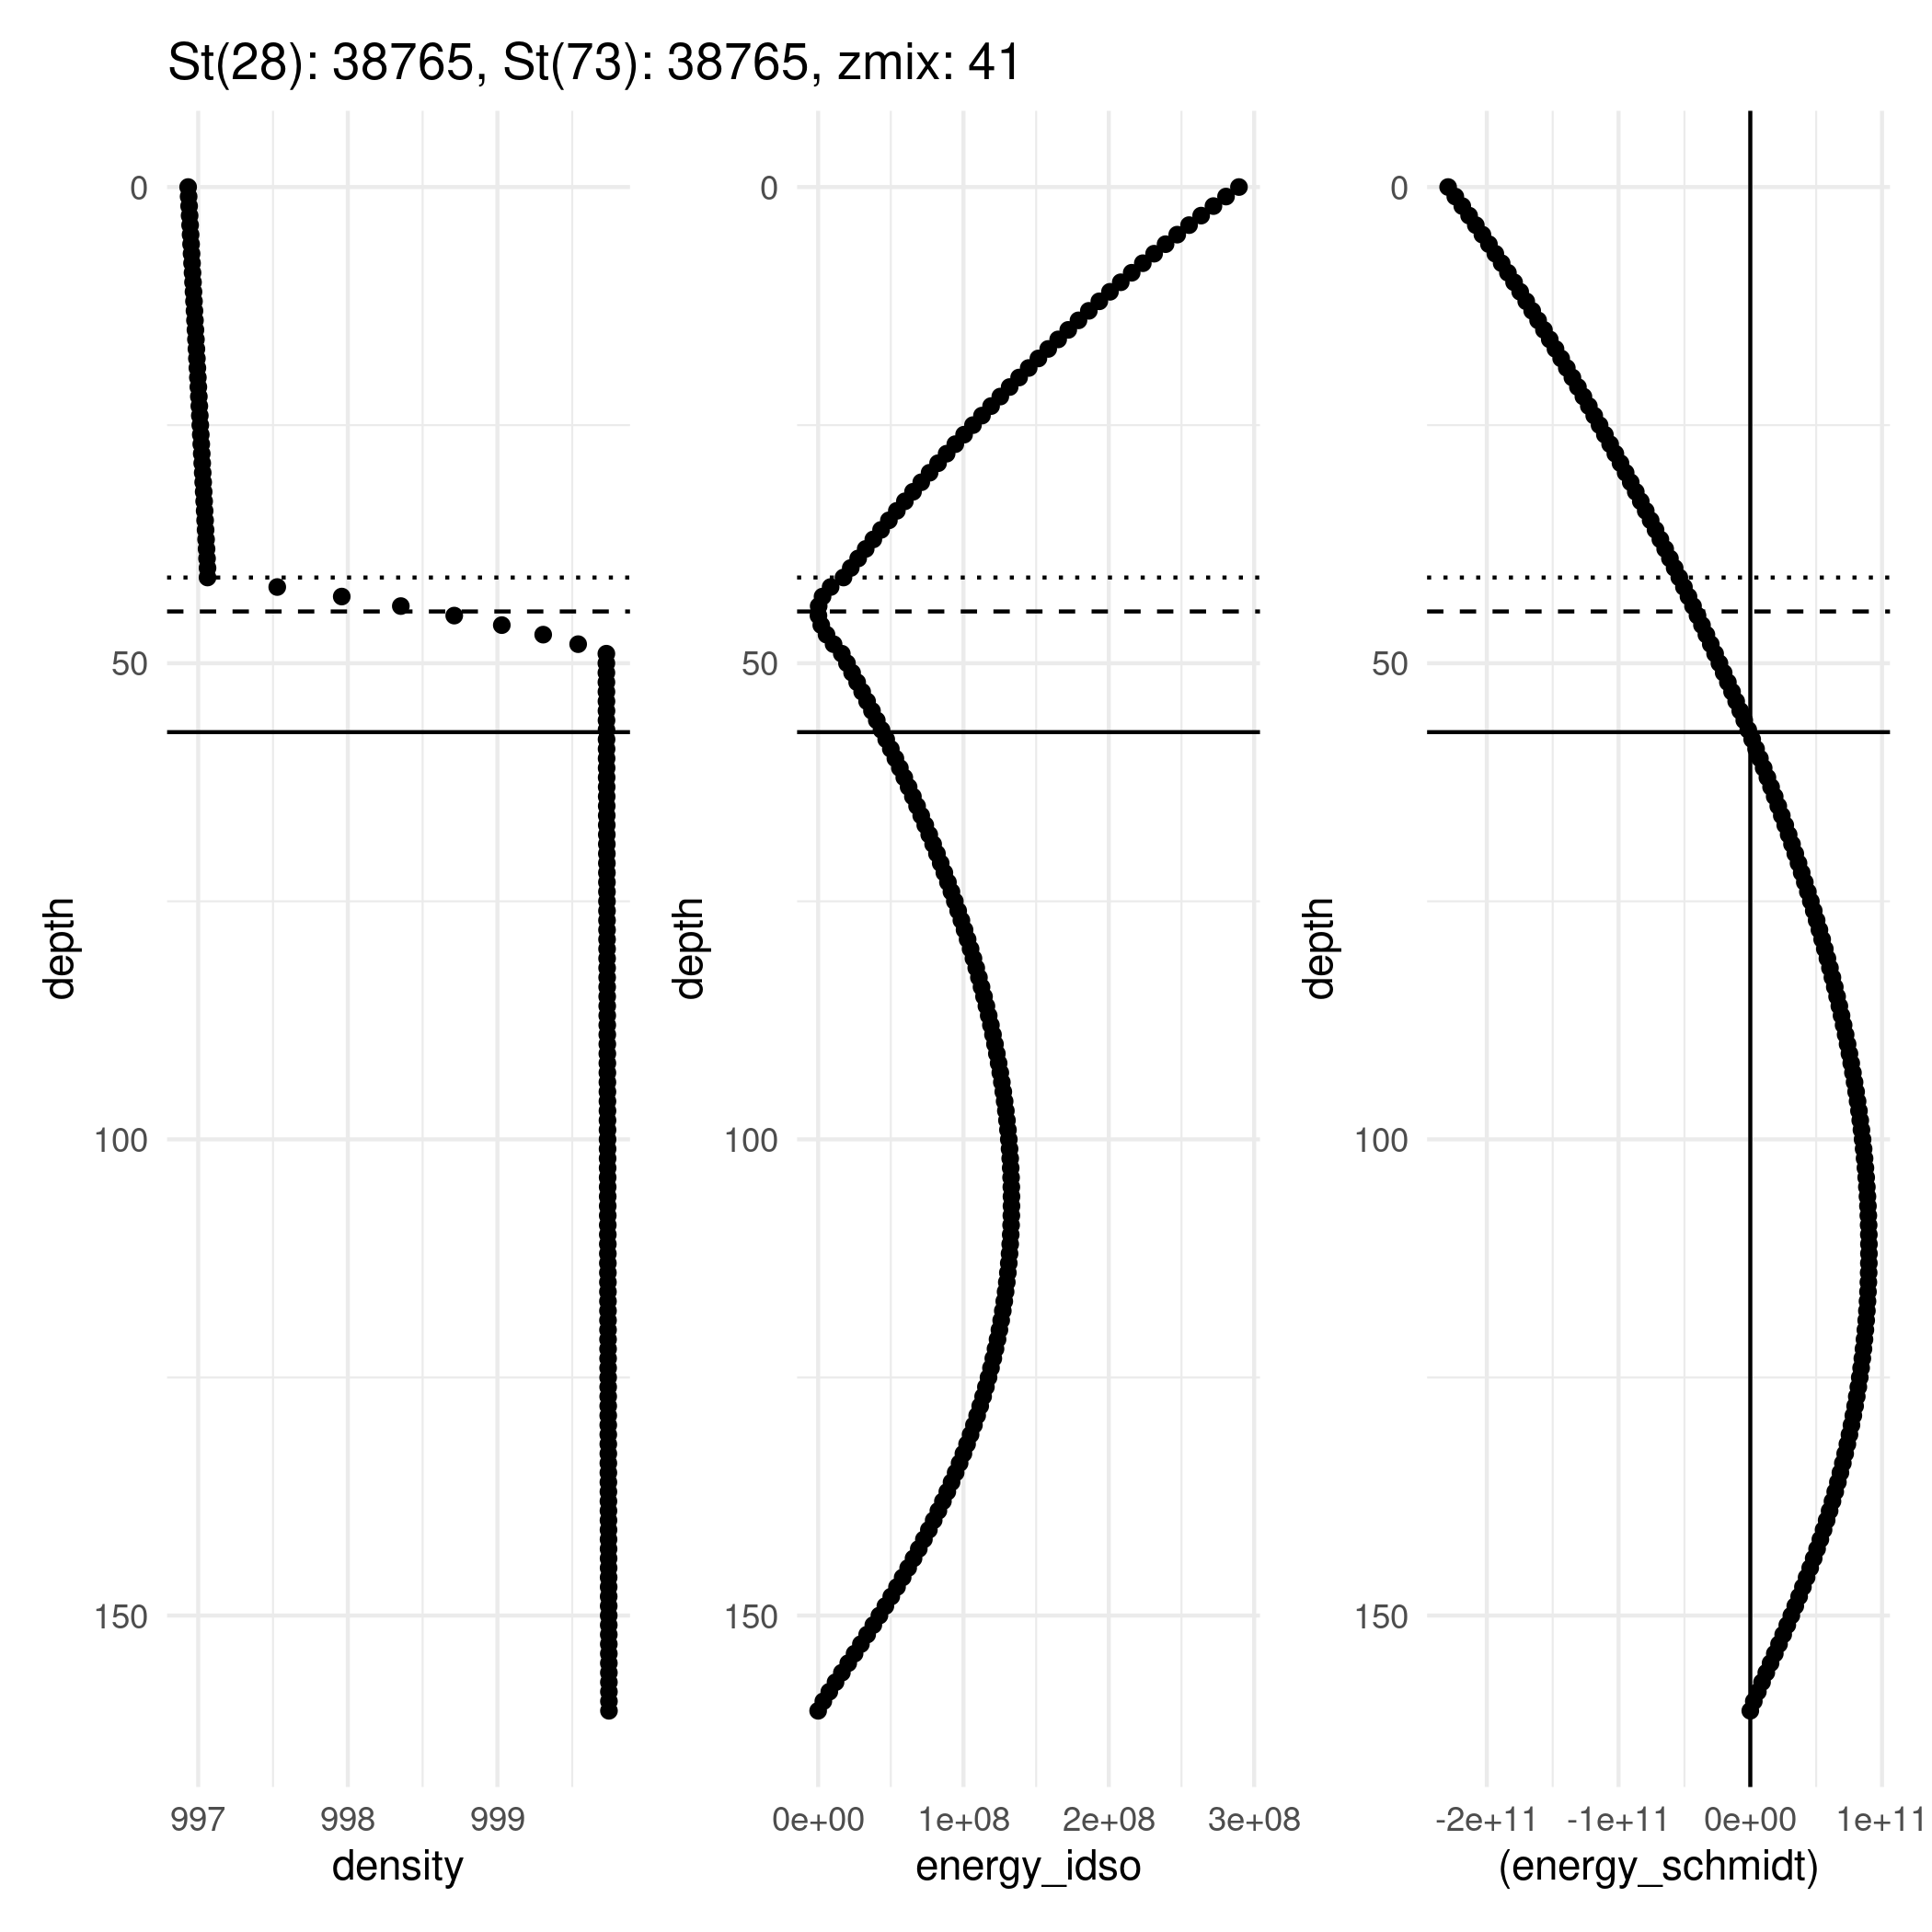 St(28): 38765, St(73): 38765, zmix: 41
0
50
100
150
depth
997 998 999
density
0
50
100
150
depth
0e+00 1e+08 2e+08 3e+08
energy_idso
0
50
100
150
depth
-2e+11 -1e+11 0e+00 1e+11
(energy_schmidt)